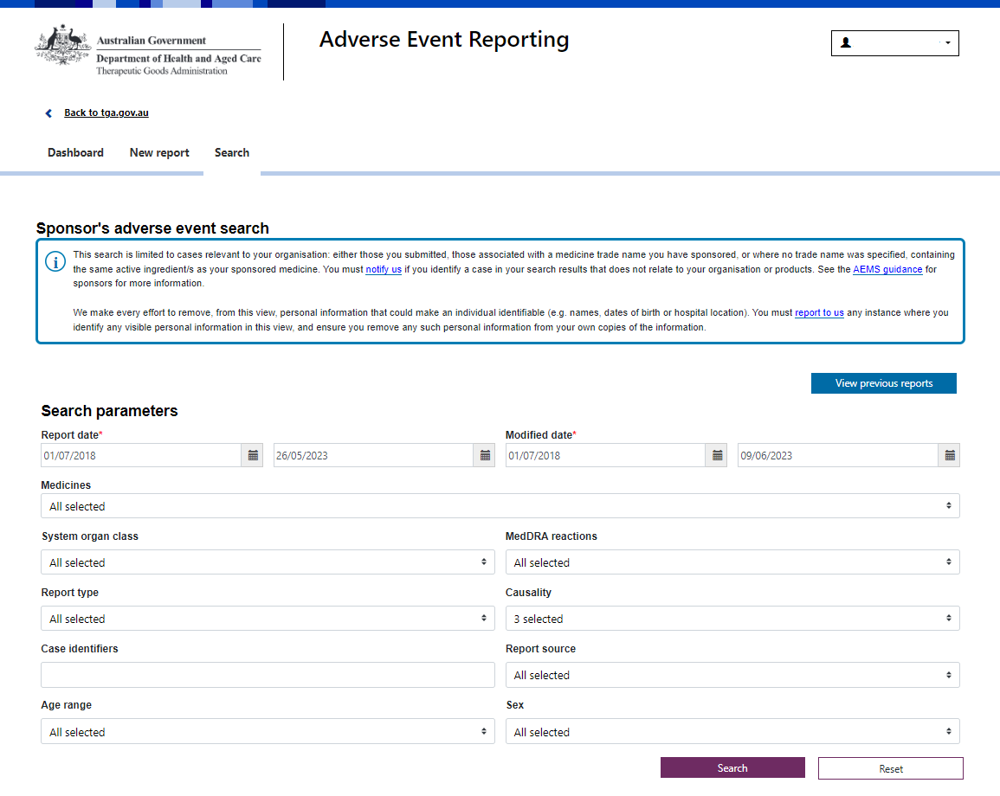 Australian Government
Department of Health and Aged Care
Therapeutic Goods Administration
Adverse Event Reporting
Back to tga.gov.au
Dashboard New report Search
Sponsor's adverse event search
This search is limited to cases relevant to your organisation: either those you submitted, those associated with a medicine trade name you have sponsored, or where no trade name was specified, containing
the same active ingredient/s as your sponsored medicine. You must notify us if you identify a case in your search results that does not relate to your organisation or products. See the AEMS guidance for
sponsors for more information.
We make every effort to remove, from this view, personal information that could make an individual identifiable (e.g. names, dates of birth or hospital location). You must report to us any instance where you
identify any visible personal information in this view, and ensure you remove any such personal information from your own copies of the information.
View previous reports
Search parameters
Report date* Modified date*
01/07/2018 26/05/2023 01/07/2018 09/06/2023
Medicines
All selected
System organ class MedDRA reactions
All selected All selected
Report type Causality
All selected 3 selected
Case identifiers Report source
All selected
Age range Sex
All selected All selected
Search Reset